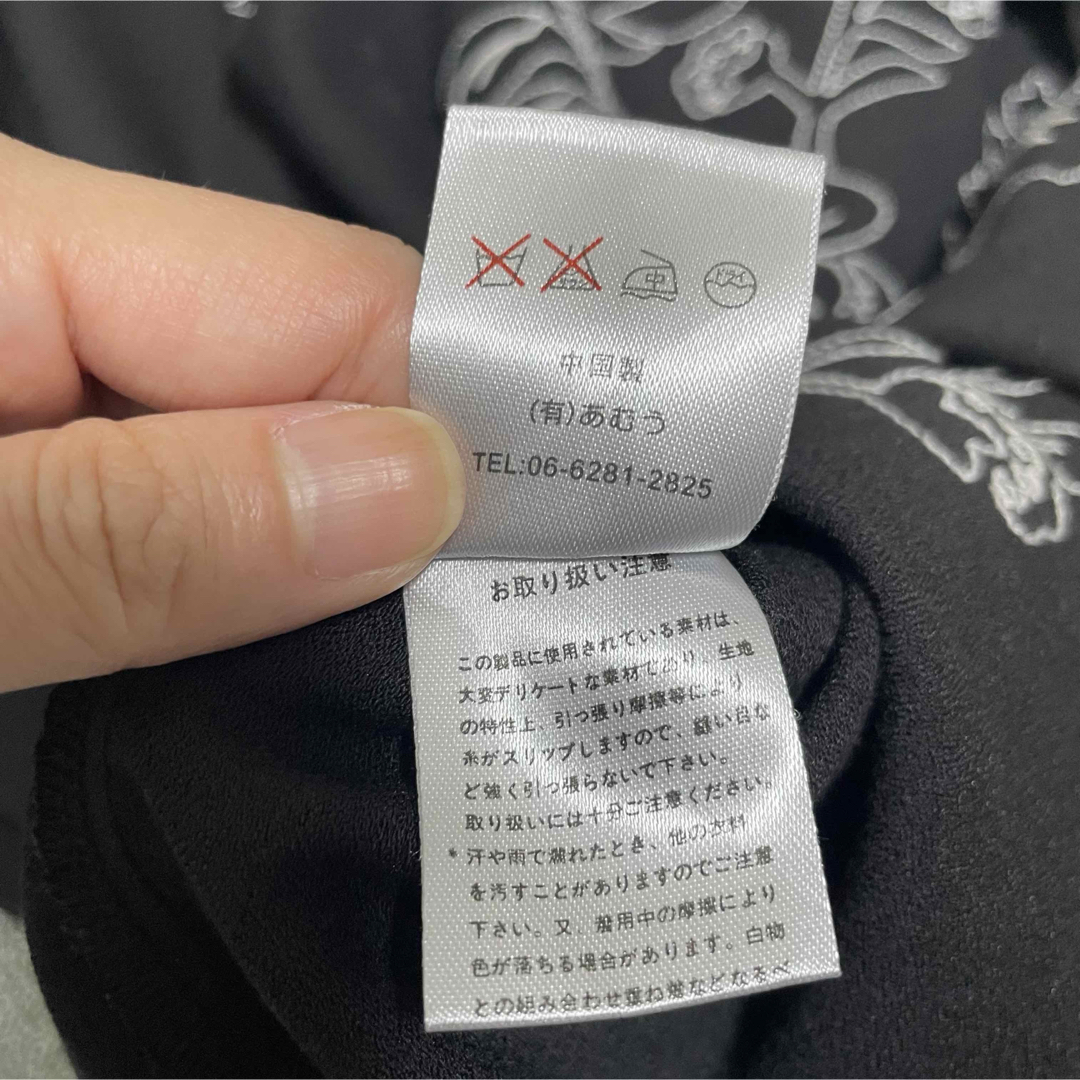 中 ドライ
中国製
(有)あむう
TEL:06-6281-2825
お取り扱い注意
この製品に使用されている素材は、
大変デリケートな素材であり、生地
の特性上、引っ張り摩擦等により
糸がスリップしますので、縫い目な
ど強く引っ張らないで下さい。
取り扱いには十分ご注意ください。
* 汗や雨で濡れたとき、他の衣料
を汚すことがありますのでご注意
下さい。又、着用中の摩擦により
色が落ちる場合があります。白物
との組み合わせ重ね着などなるべ